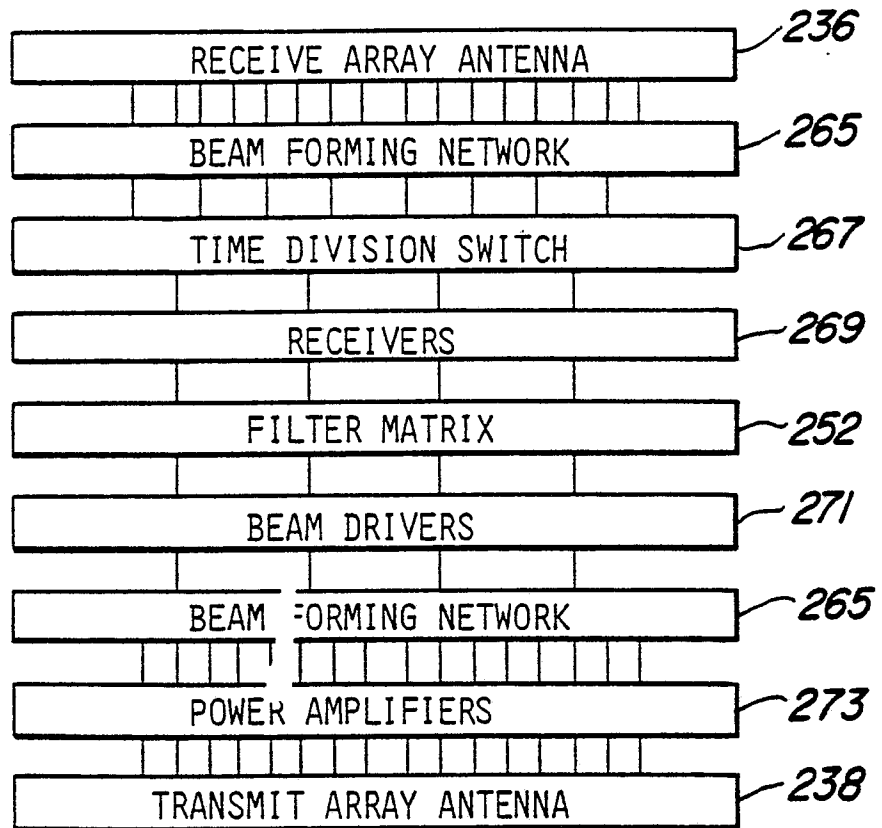 RECEIVE ARRAY ANTENNA 236
BEAM FORMING NETWORK 265
TIME DIVISION SWITCH 267
RECEIVERS 269
FILTER MATRIX 252
BEAM DRIVERS 271
BEAM FORMING NETWORK 265
POWER AMPLIFIERS 273
TRANSMIT ARRAY ANTENNA 238